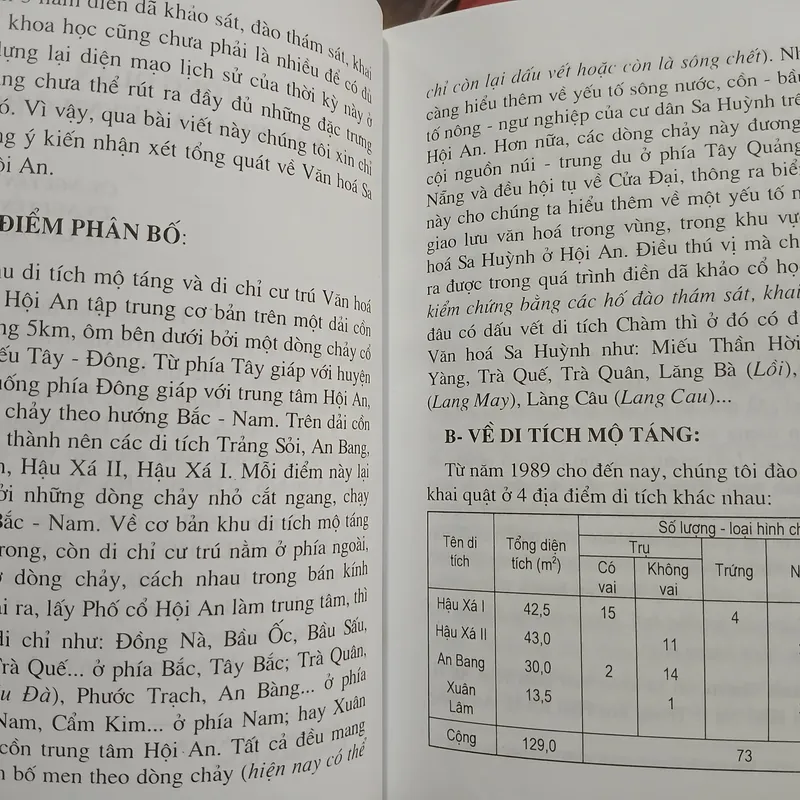 năm điền dã khảo sát, đào thám sát, khai
khoa học cũng chưa phải là nhiều để có đủ
dựng lại diện mạo lịch sử của thời kỳ này ở
chưa thể rút ra đầy đủ những đặc trưng
đó. Vì vậy, qua bài viết này chúng tôi xin chỉ
ý kiến nhận xét tổng quát về Văn hoá Sa
Hội An.
ĐIỂM PHÂN BỐ:
di tích mộ táng và di chỉ cư trú Văn hoá
Hội An tập trung cơ bản trên một dải cồn
5km, ôm bên dưới bởi một dòng chảy cổ
Tây - Đông. Từ phía Tây giáp với huyện
phía Đông giáp với trung tâm Hội An,
chảy theo hướng Bắc - Nam. Trên dải cồn
thành nên các di tích Trảng Sỏi, An Bang,
Hậu Xá II, Hậu Xá I. Mỗi điểm này lại
những dòng chảy nhỏ cắt ngang, chạy
Bắc - Nam. Về cơ bản khu di tích mộ táng
trong, còn di chỉ cư trú nằm ở phía ngoài,
dòng chảy, cách nhau trong bán kính
ra, lấy Phố cổ Hội An làm trung tâm, thì
chỉ như: Đồng Nà, Bầu Ốc, Bầu Sấu,
Trà Quế... ở phía Bắc, Tây Bắc; Trà Quân,
Đà), Phước Trạch, An Bàng... ở phía
Nam, Cẩm Kim... ở phía Nam; hay Xuân
cồn trung tâm Hội An. Tất cả đều mang
bố men theo dòng chảy (hiện nay có thể
chỉ còn lại dấu vết hoặc còn là sông chết). Nh
càng hiểu thêm về yếu tố sông nước, cồn - bầu
tố nông - ngư nghiệp của cư dân Sa Huỳnh trê
Hội An. Hơn nữa, các dòng chảy này đương
cội nguồn núi - trung du ở phía Tây Quảng
Nẵng và đều hội tụ về Cửa Đại, thông ra biể
này cho chúng ta hiểu thêm về một yếu tố n
giao lưu văn hoá trong vùng, trong khu vự
hoá Sa Huỳnh ở Hội An. Điều thú vị mà ch
ra được trong quá trình điền dã khảo cổ học
kiểm chứng bằng các hố đào thám sát, khai
đâu có dấu vết di tích Chàm thì ở đó có d
Văn hoá Sa Huỳnh như: Miếu Thần Hời
Yàng, Trà Quế, Trà Quân, Lăng Bà (Lồi),
(Lang May), Làng Câu (Lang Cau)...
B- VỀ DI TÍCH MỘ TÁNG:
Từ năm 1989 cho đến nay, chúng tôi đào
khai quật ở 4 địa điểm di tích khác nhau:
Số lượng - loại hình ch
Tên di tích Tổng diện tích (m²) Trụ Trứng N
Có vai Không vai
Hậu Xá I 42,5 15 4
Hậu Xá II 43,0 11
An Bang 30,0 2 14
Xuân Lâm 13,5 1
Cộng 129,0 73